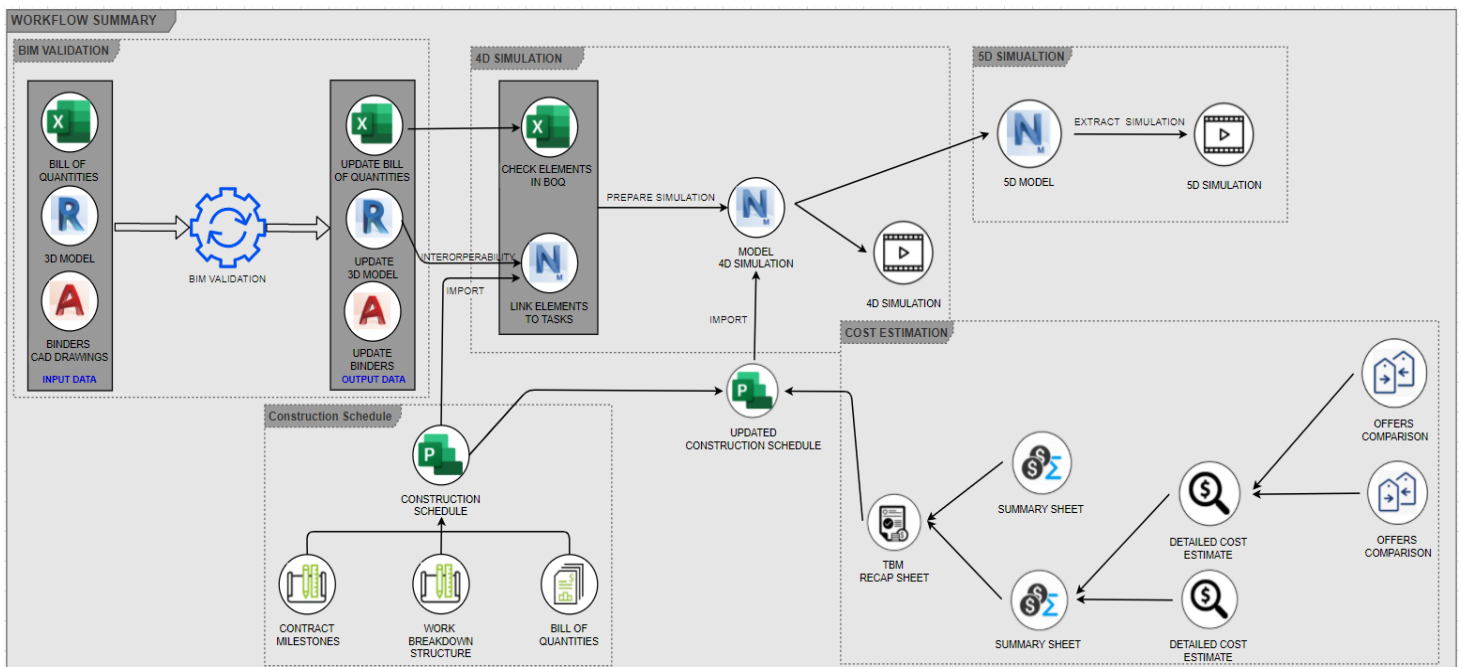 WORKFLOW SUMMARY
BIM VALIDATION
BILL OF
QUANTITIES
3D MODEL
BINDERS
CAD DRAWINGS
INPUT DATA
BIM VALIDATION
UPDATE BILL
OF QUANTITIES
UPDATE
3D MODEL
UPDATE
BINDERS
OUTPUT DATA
4D SIMULATION
CHECK ELEMENTS
IN BOQ
INTERORPERABILITY
IMPORT
LINK ELEMENTS
TO TASKS
PREPARE SIMULATION
MODEL
4D SIMULATION
4D SIMULATION
IMPORT
5D SIMUALTION
5D MODEL
EXTRACT SIMULATION
5D SIMULATION
Construction Schedule
CONSTRUCTION
SCHEDULE
CONTRACT
MILESTONES
WORK
BREAKDOWN
STRUCTURE
BILL OF
QUANTITIES
UPDATED
CONSTRUCTION SCHEDULE
COST ESTIMATION
OFFERS
COMPARISON
OFFERS
COMPARISON
SUMMARY SHEET
DETAILED COST
ESTIMATE
TBM
RECAP SHEET
SUMMARY SHEET
DETAILED COST
ESTIMATE